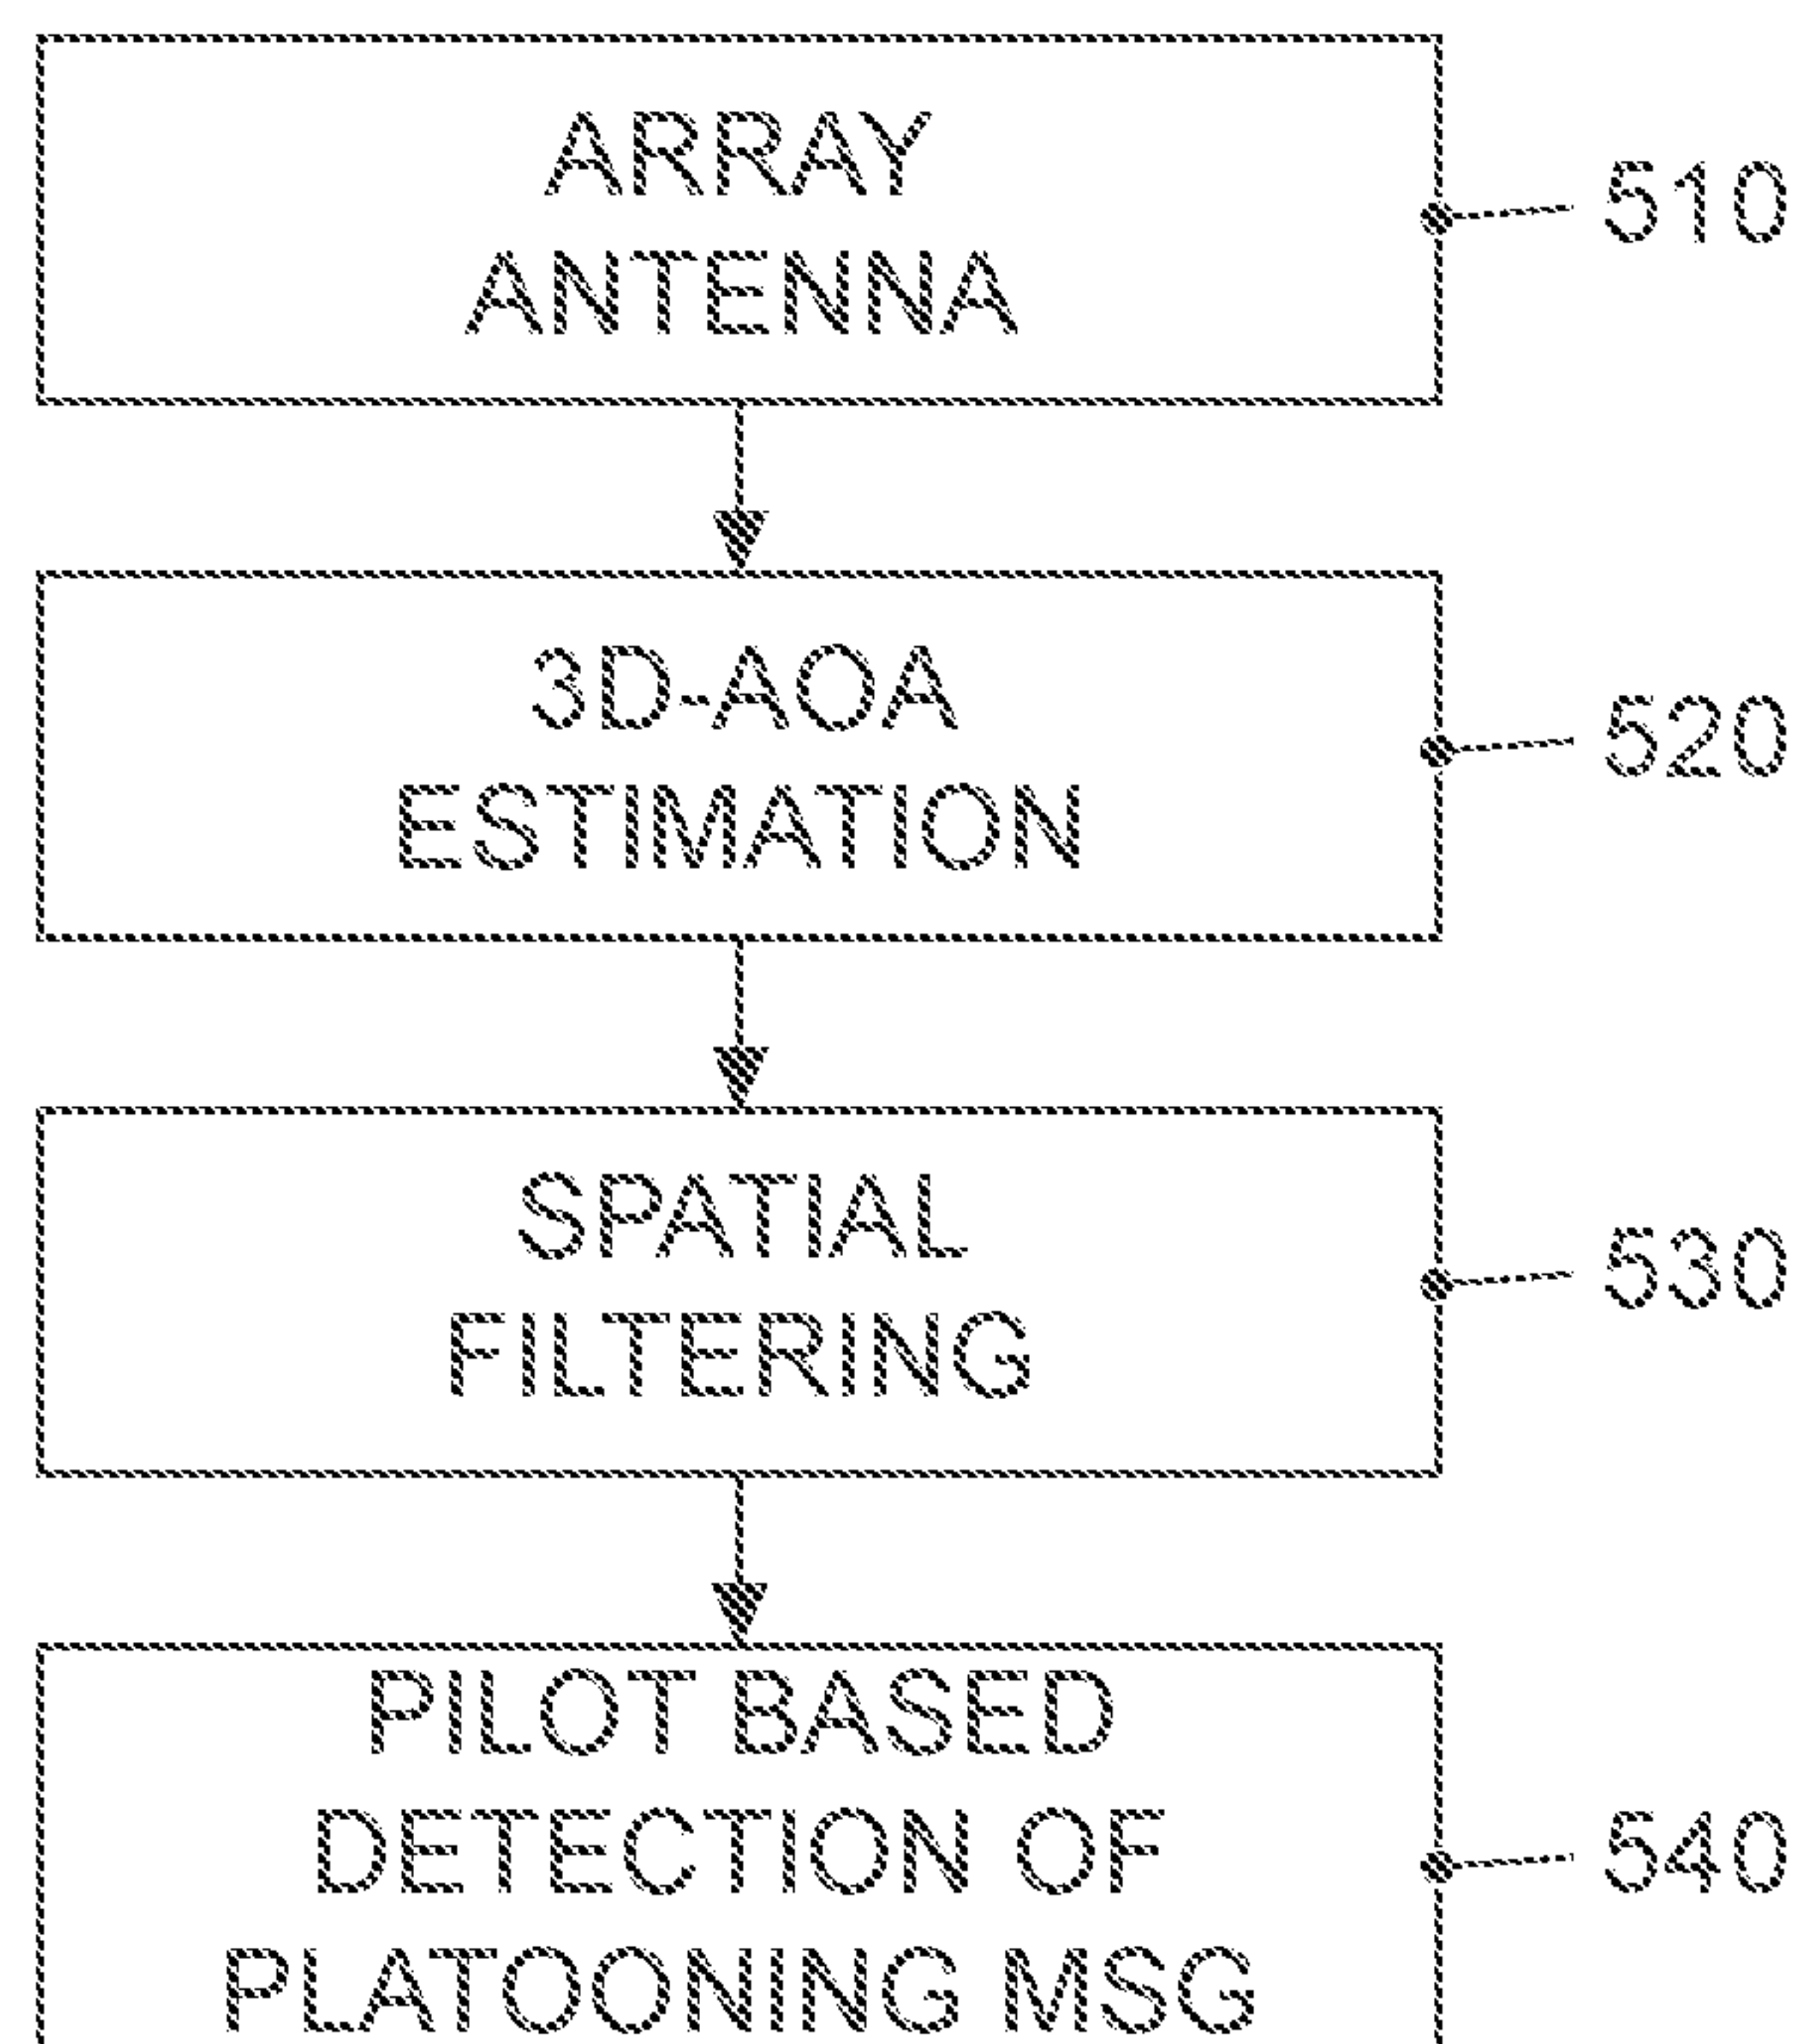 ARRAY
ANTENNA
510
3D-AOA
ESTIMATION
520
SPATIAL
FILTERING
530
PILOT BASED
DETECTION OF
PLATOONING MSG
540